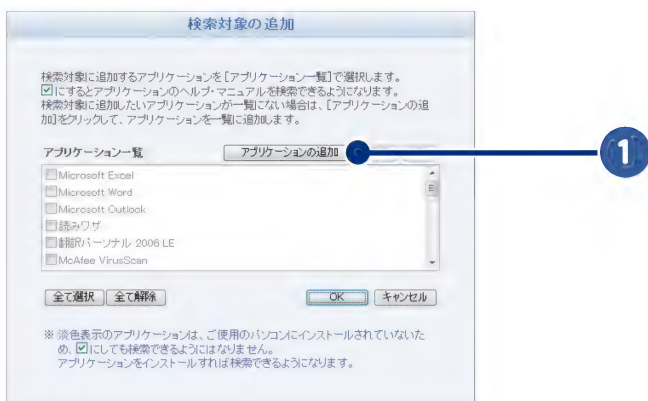 検索対象の追加
検索対象に追加するアプリケーションを[アプリケーション一覧]で選択します。
☑にするとアプリケーションのヘルプ・マニュアルを検索できるようになります。
検索対象に追加したいアプリケーションが一覧にない場合は、[アプリケーションの追
加]をクリックして、アプリケーションを一覧に追加します。
アプリケーション一覧 アプリケーションの追加 1
Microsoft Excel
Microsoft Word
Microsoft Outlook
読みワザ
翻訳パーソナル 2006 LE
McAfee VirusScan
全て選択 全て解除 OK キャンセル
※ 淡色表示のアプリケーションは、ご使用のパソコンにインストールされていないた
め、☑にしても検索できるようにはなりません。
アプリケーションをインストールすれば検索できるようになります。